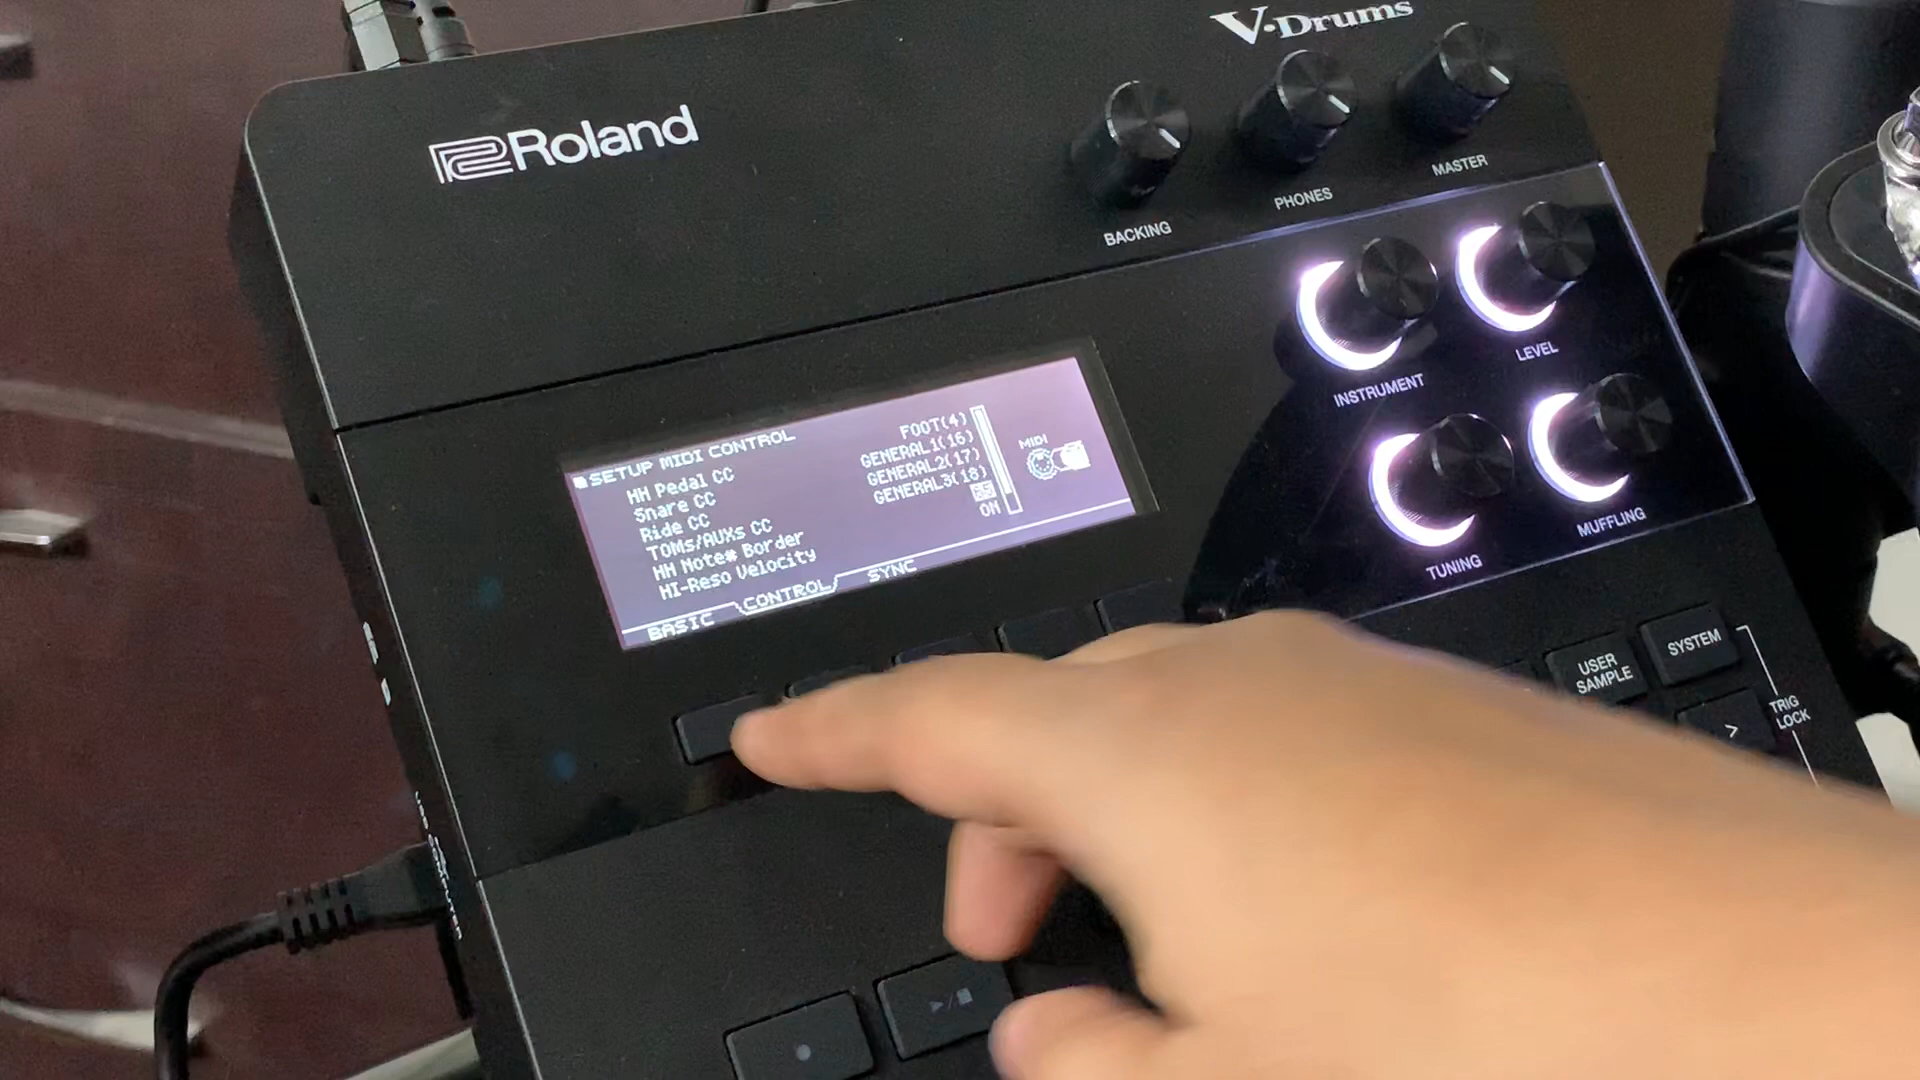 V-Drums
Roland
BACKING
PHONES
MASTER
INSTRUMENT
LEVEL
TUNING
MUFFLING
SETUP MIDI CONTROL
HH Pedal CC FOOT(4)
Snare CC GENERAL1(16)
Ride CC GENERAL2(17)
TOMs/AUXs CC GENERAL3(18)
HH Note# Border
HI-Reso Velocity ON
MIDI
BASIC CONTROL SYNC
USER
SAMPLE
SYSTEM
TRIG
LOCK
>